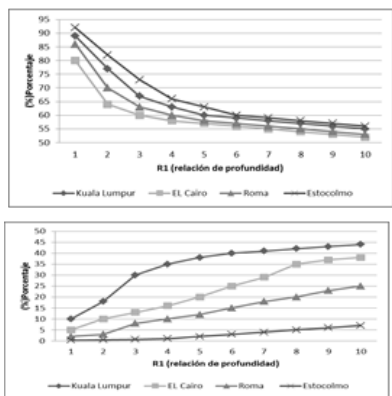 95
90
85
80
75
70
65
60
55
50
(%)Porcentaje
1 2 3 4 5 6 7 8 9 10
R1 (relación de profundidad)
Kuala Lumpur EL Cairo Roma Estocolmo
50
45
40
35
30
25
20
15
10
5
0
(%)Porcentaje
1 2 3 4 5 6 7 8 9 10
R1 (relación de profundidad)
Kuala Lumpur EL Cairo Roma Estocolmo